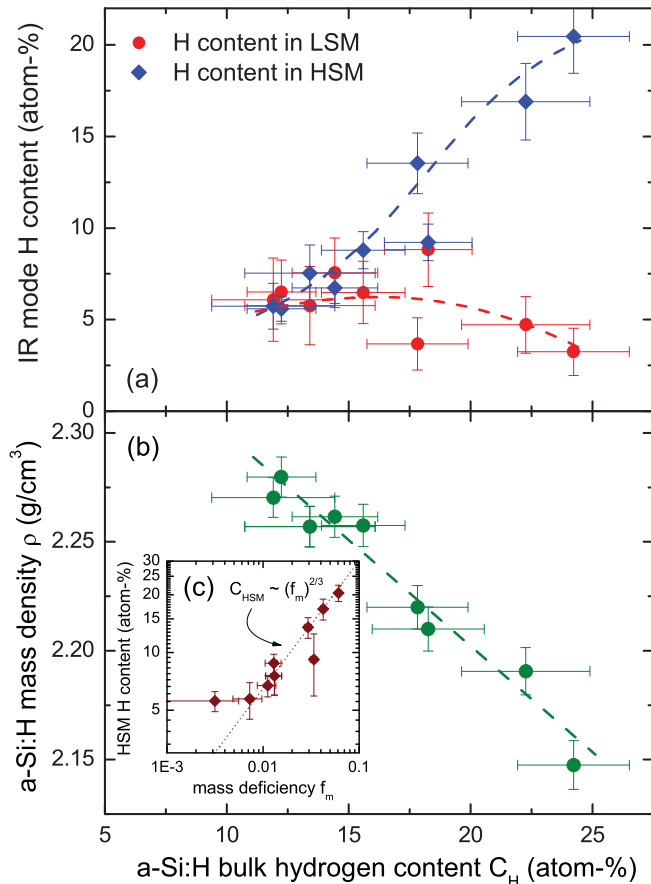 20
15
10
5
0
IR mode H content (atom-%)
H content in LSM
H content in HSM
(a)
2.30
2.25
2.20
2.15
a-Si:H mass density ρ (g/cm³)
(b)
30
25
20
15
10
5
HSM H content (atom-%)
(c)
C_HSM ~ (f_m)^2/3
1E-3 0.01 0.1
mass deficiency f_m
5 10 15 20 25
a-Si:H bulk hydrogen content C_H (atom-%)